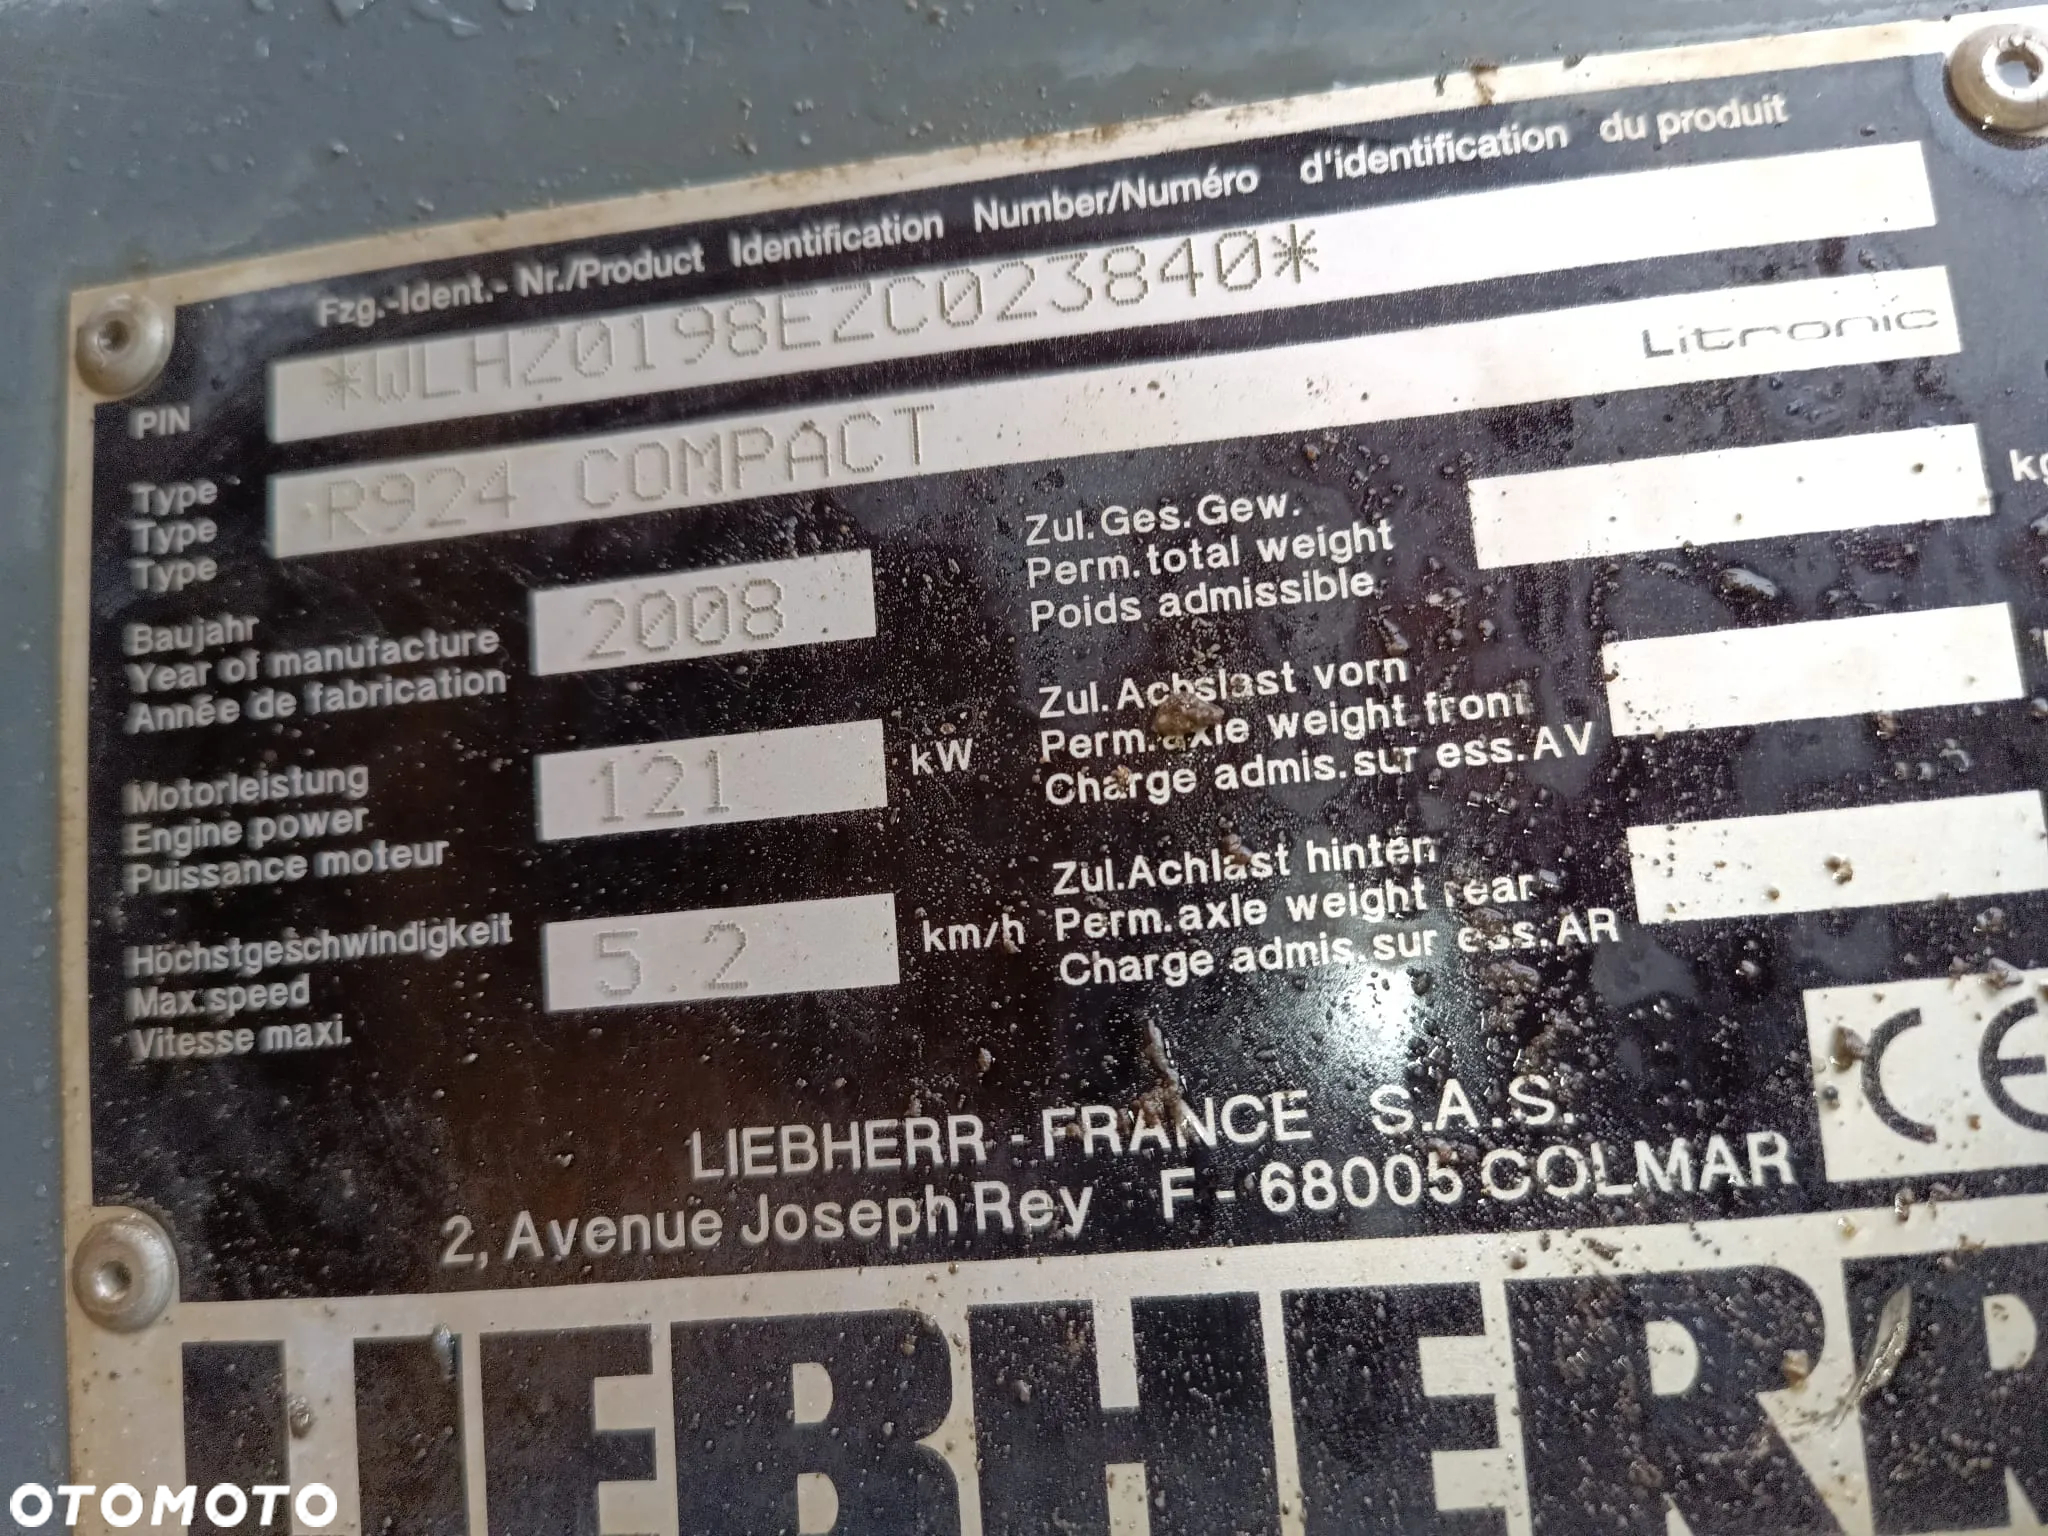 Fzg.-Ident.- Nr./Product Identification Number/Numéro d'identification du produit
PIN *WLHZ0198EZC023840*
Litronic
Type R924 COMPACT
Type
Type
Baujahr
Year of manufacture 2008
Année de fabrication
Motorleistung
Engine power 121 kW
Puissance moteur
Höchstgeschwindigkeit
Max.speed 5.2 km/h
Vitesse maxi.
Zul.Ges.Gew.
Perm.total weight kg
Poids admissible
Zul.Achslast vorn
Perm.axle weight front
Charge admis.sur ess.AV
Zul.Achlast hinten
Perm.axle weight rear
Charge admis.sur ess.AR
CE
LIEBHERR - FRANCE S.A.S.
2, Avenue Joseph Rey F - 68005 COLMAR
LIEBHERR
OTOMOTO